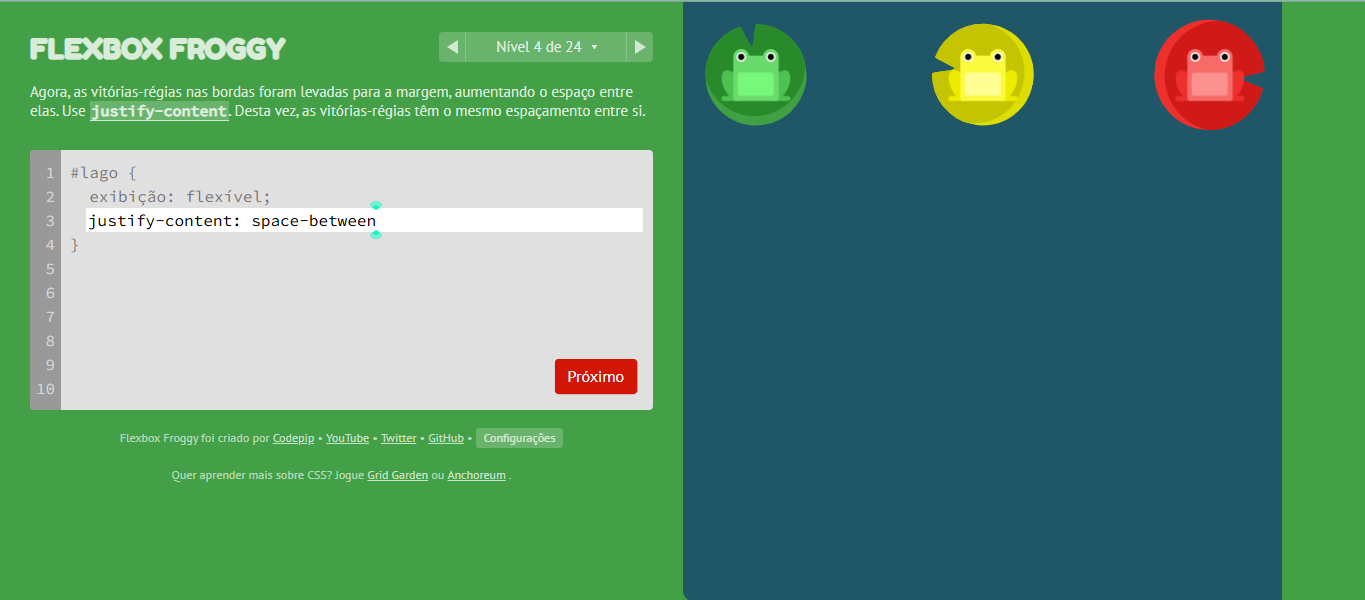 FLEXBOX FROGGY
Nível 4 de 24
Agora, as vitórias-régias nas bordas foram levadas para a margem, aumentando o espaço entre
elas. Use justify-content. Desta vez, as vitórias-régias têm o mesmo espaçamento entre si.
1 #lago {
2 exibição: flexível;
3 justify-content: space-between
4 }
5
6
7
8
9
10
Próximo
Flexbox Froggy foi criado por Codepip • YouTube • Twitter • GitHub • Configurações
Quer aprender mais sobre CSS? Jogue Grid Garden ou Anchoreum .